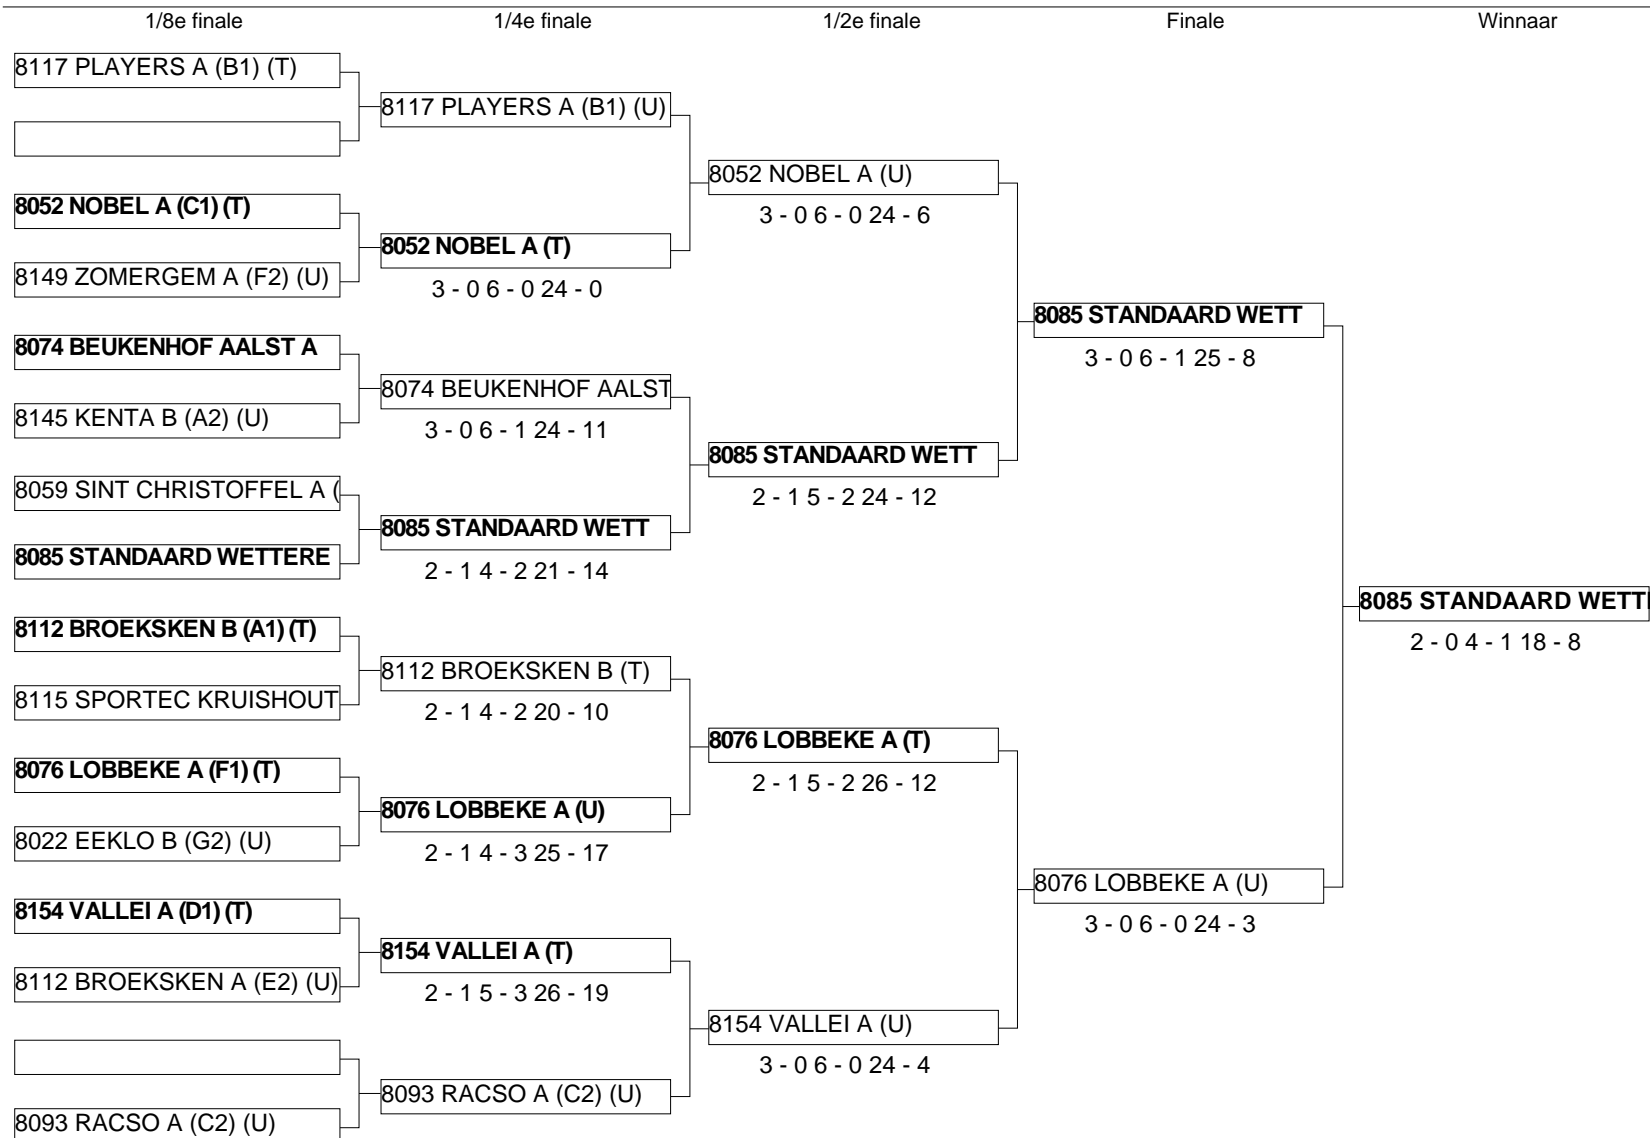 1/8e finale
1/4e finale
1/2e finale
Finale
Winnaar
8117 PLAYERS A (B1) (T)
8052 NOBEL A (C1) (T)
8149 ZOMERGEM A (F2) (U)
8074 BEUKENHOF AALST A
8145 KENTA B (A2) (U)
8059 SINT CHRISTOFFEL A (
8085 STANDAARD WETTERE
8112 BROEKSKEN B (A1) (T)
8115 SPORTEC KRUISHOUT
8076 LOBBEKE A (F1) (T)
8022 EEKLO B (G2) (U)
8154 VALLEI A (D1) (T)
8112 BROEKSKEN A (E2) (U)
8093 RACSO A (C2) (U)
8117 PLAYERS A (B1) (U)
8052 NOBEL A (T)
3 - 0 6 - 0 24 - 0
8074 BEUKENHOF AALST
3 - 0 6 - 1 24 - 11
8085 STANDAARD WETT
2 - 1 4 - 2 21 - 14
8112 BROEKSKEN B (T)
2 - 1 4 - 2 20 - 10
8076 LOBBEKE A (U)
2 - 1 4 - 3 25 - 17
8154 VALLEI A (T)
2 - 1 5 - 3 26 - 19
8093 RACSO A (C2) (U)
8052 NOBEL A (U)
3 - 0 6 - 0 24 - 6
8085 STANDAARD WETT
2 - 1 5 - 2 24 - 12
8076 LOBBEKE A (T)
2 - 1 5 - 2 26 - 12
8154 VALLEI A (U)
3 - 0 6 - 0 24 - 4
8085 STANDAARD WETT
3 - 0 6 - 1 25 - 8
8076 LOBBEKE A (U)
3 - 0 6 - 0 24 - 3
8085 STANDAARD WETT
2 - 0 4 - 1 18 - 8